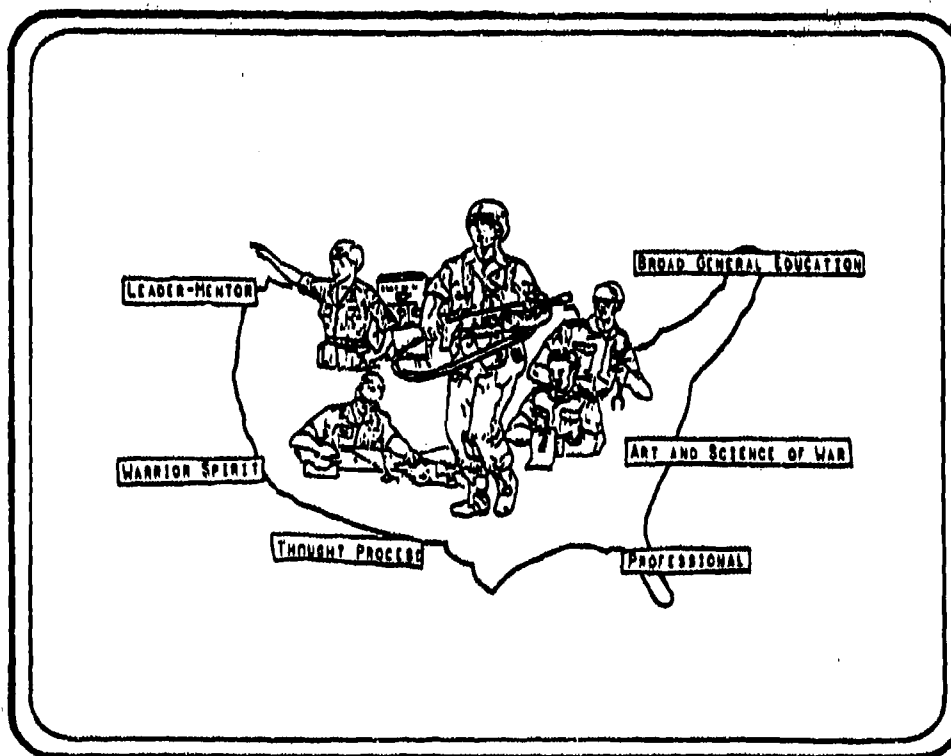 BROAD GENERAL EDUCATION
LEADER-MENTOR
ART AND SCIENCE OF WAR
WARRIOR SPIRIT
THOUGHT PROCESS
PROFESSIONAL